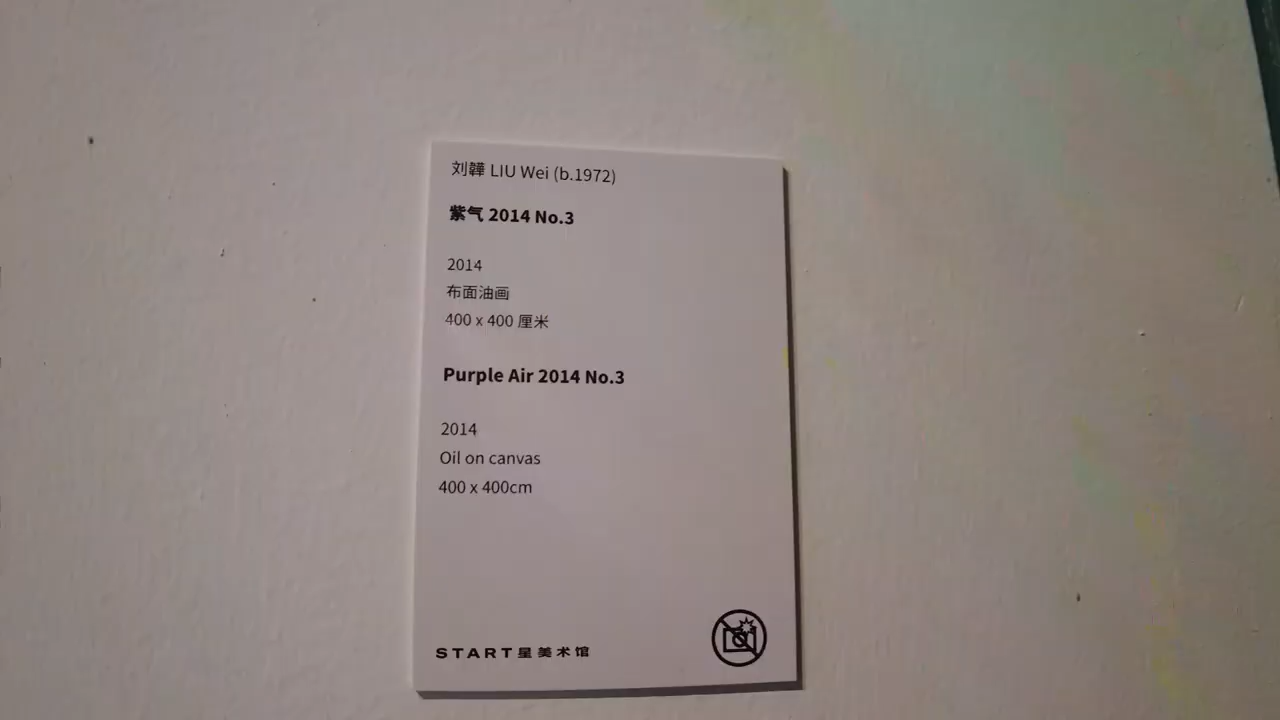 刘韡 LIU Wei (b.1972)
紫气 2014 No.3
2014
布面油画
400 x 400 厘米
Purple Air 2014 No.3
2014
Oil on canvas
400 x 400cm
START星美术馆